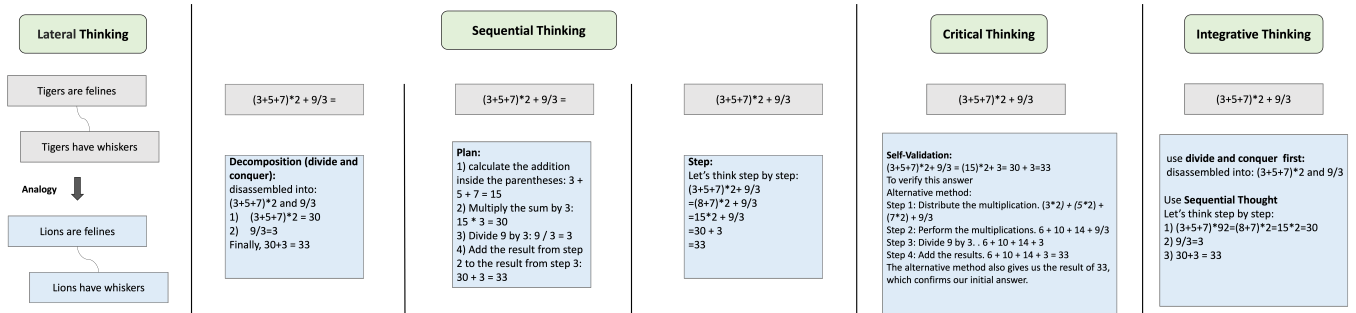 Lateral Thinking
Tigers are felines
Tigers have whiskers
Analogy
Lions are felines
Lions have whiskers
Sequential Thinking
(3+5+7)*2 + 9/3 =
Decomposition (divide and
conquer):
disassembled into:
(3+5+7)*2 and 9/3
1) (3+5+7)*2 = 30
2) 9/3=3
Finally, 30+3 = 33
(3+5+7)*2 + 9/3 =
Plan:
1) calculate the addition
inside the parentheses: 3 +
5 + 7 = 15
2) Multiply the sum by 3:
15 * 3 = 30
3) Divide 9 by 3: 9 / 3 = 3
4) Add the result from step
2 to the result from step 3:
30 + 3 = 33
(3+5+7)*2 + 9/3
Step:
Let's think step by step:
(3+5+7)*2+ 9/3
=(8+7)*2 + 9/3
=15*2 + 9/3
=30 + 3
=33
Critical Thinking
(3+5+7)*2 + 9/3
Self-Validation:
(3+5+7)*2+ 9/3 = (15)*2+ 3= 30 + 3=33
To verify this answer
Alternative method:
Step 1: Distribute the multiplication. (3*2) + (5*2) +
(7*2) + 9/3
Step 2: Perform the multiplications. 6 + 10 + 14 + 9/3
Step 3: Divide 9 by 3. . 6 + 10 + 14 + 3
Step 4: Add the results. 6 + 10 + 14 + 3 = 33
The alternative method also gives us the result of 33,
which confirms our initial answer.
Integrative Thinking
(3+5+7)*2 + 9/3
use divide and conquer first:
disassembled into: (3+5+7)*2 and 9/3
Use Sequential Thought
Let's think step by step:
1) (3+5+7)*92=(8+7)*2=15*2=30
2) 9/3=3
3) 30+3 = 33